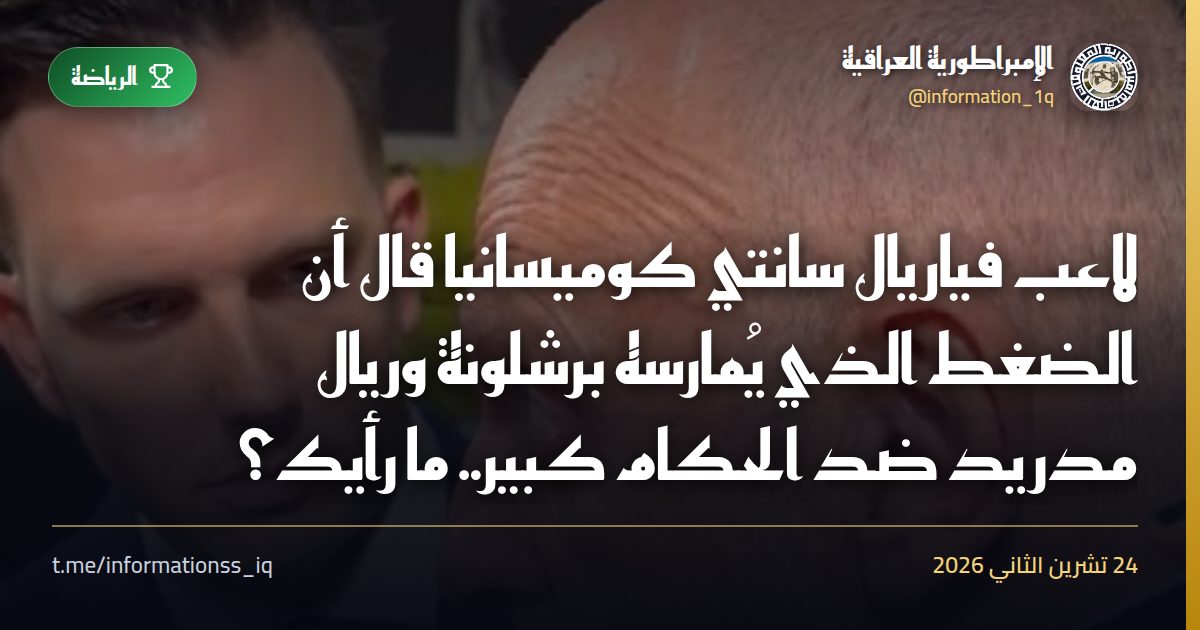 الإمبراطورية العراقية
@information_1q
الرياضة
لاعب فياريال سانتي كوميسانيا قال أن
الضغط الذي يُمارسه برشلونة وريال
مدريد ضد الحكام كبير.. ما رأيك؟
24 تشرين الثاني 2026
t.me/informationss_iq